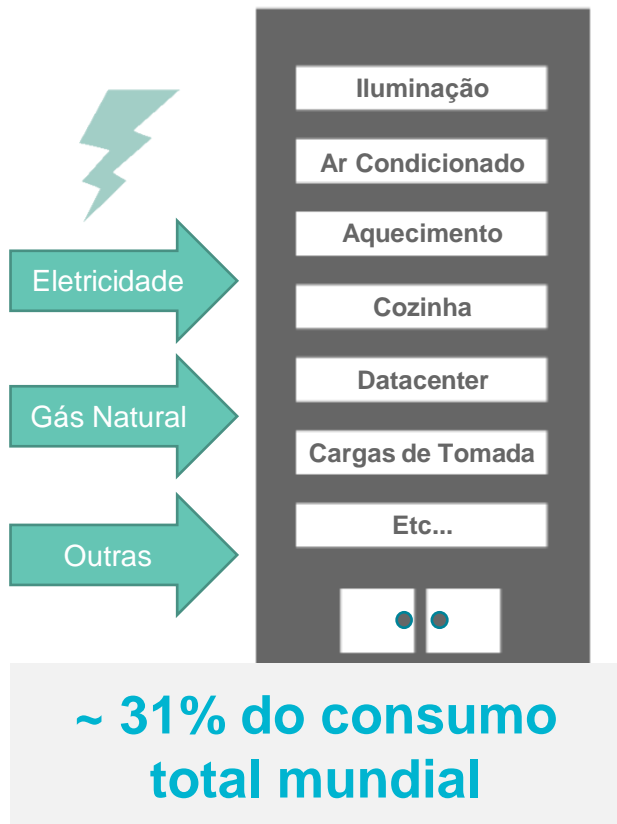 Iluminação
Ar Condicionado
Aquecimento
Cozinha
Datacenter
Cargas de Tomada
Etc...
Eletricidade
Gás Natural
Outras
~ 31% do consumo
total mundial